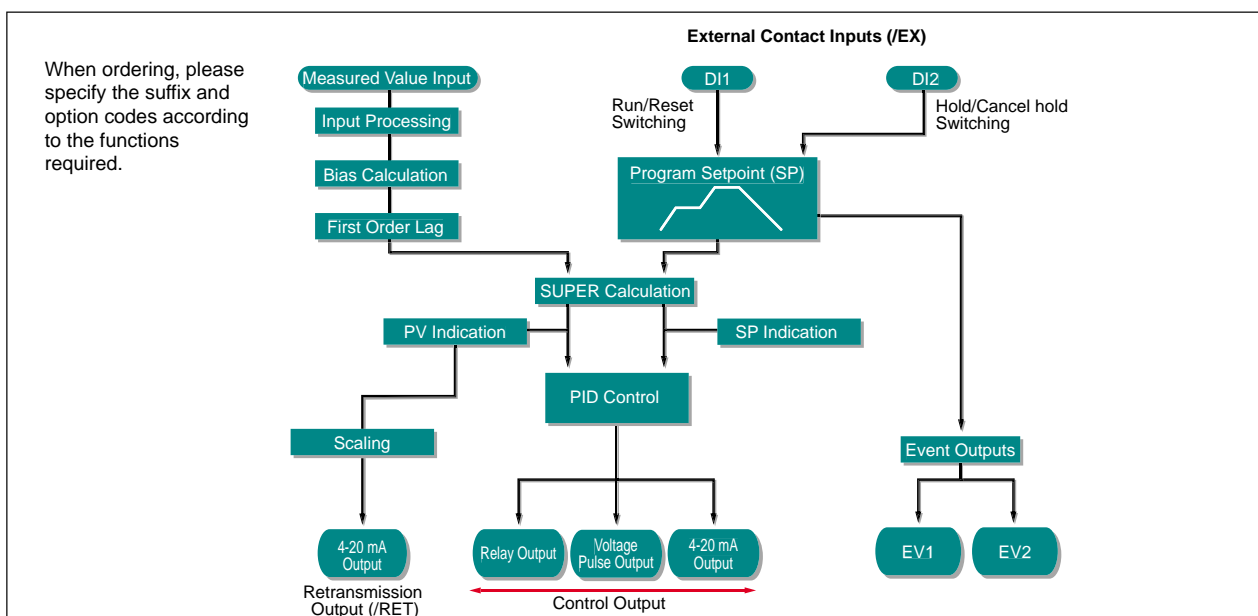 External Contact Inputs (/EX)
When ordering, please
specify the suffix and
option codes according
to the functions
required.
Measured Value Input
DI1
DI2
Run/Reset
Switching
Hold/Cancel hold
Switching
Input Processing
Bias Calculation
Program Setpoint (SP)
First Order Lag
SUPER Calculation
PV Indication
SP Indication
PID Control
Scaling
Event Outputs
4-20 mA
Output
Relay Output
Voltage
Pulse Output
4-20 mA
Output
EV1
EV2
Retransmission
Output (/RET)
Control Output